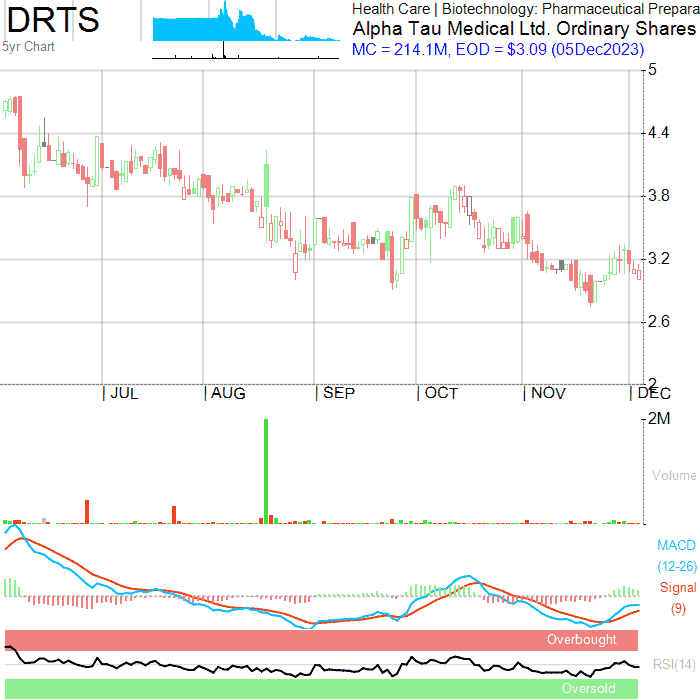 DRTS
5yr Chart
Health Care | Biotechnology: Pharmaceutical Prepara
Alpha Tau Medical Ltd. Ordinary Shares
MC = 214.1M, EOD = $3.09 (05Dec2023)
5
4.4
3.8
3.2
2.6
2
| JUL | AUG | SEP | OCT | NOV | DEC
2M
Volume
MACD
(12-26)
Signal
(9)
Overbought
RSI(14)
Oversold